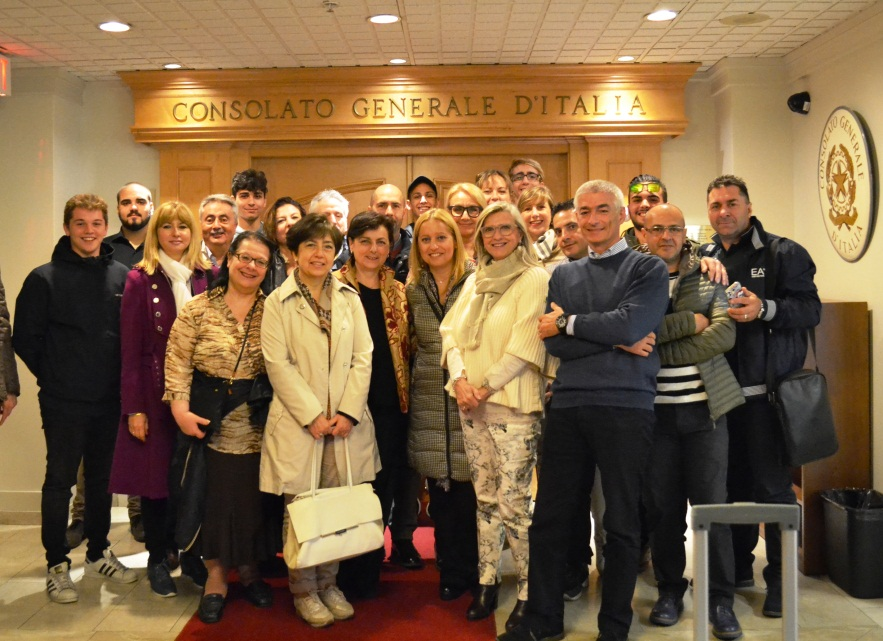 CONSOLATO GENERALE D'ITALIA
CONSOLATO GENERALE
D'ITALIA
EA7